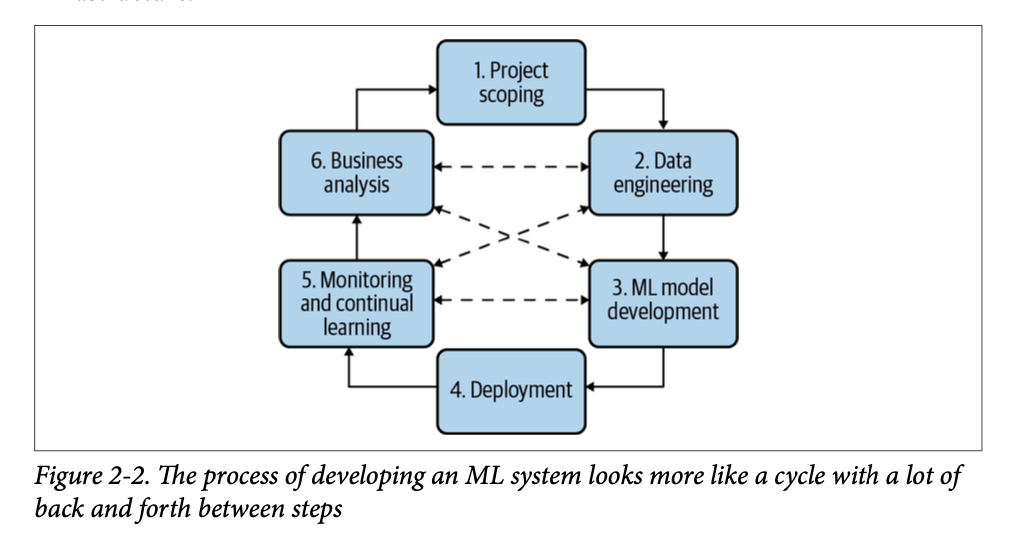 1. Project
scoping
6. Business
analysis
2. Data
engineering
5. Monitoring
and continual
learning
3. ML model
development
4. Deployment
Figure 2-2. The process of developing an ML system looks more like a cycle with a lot of
back and forth between steps